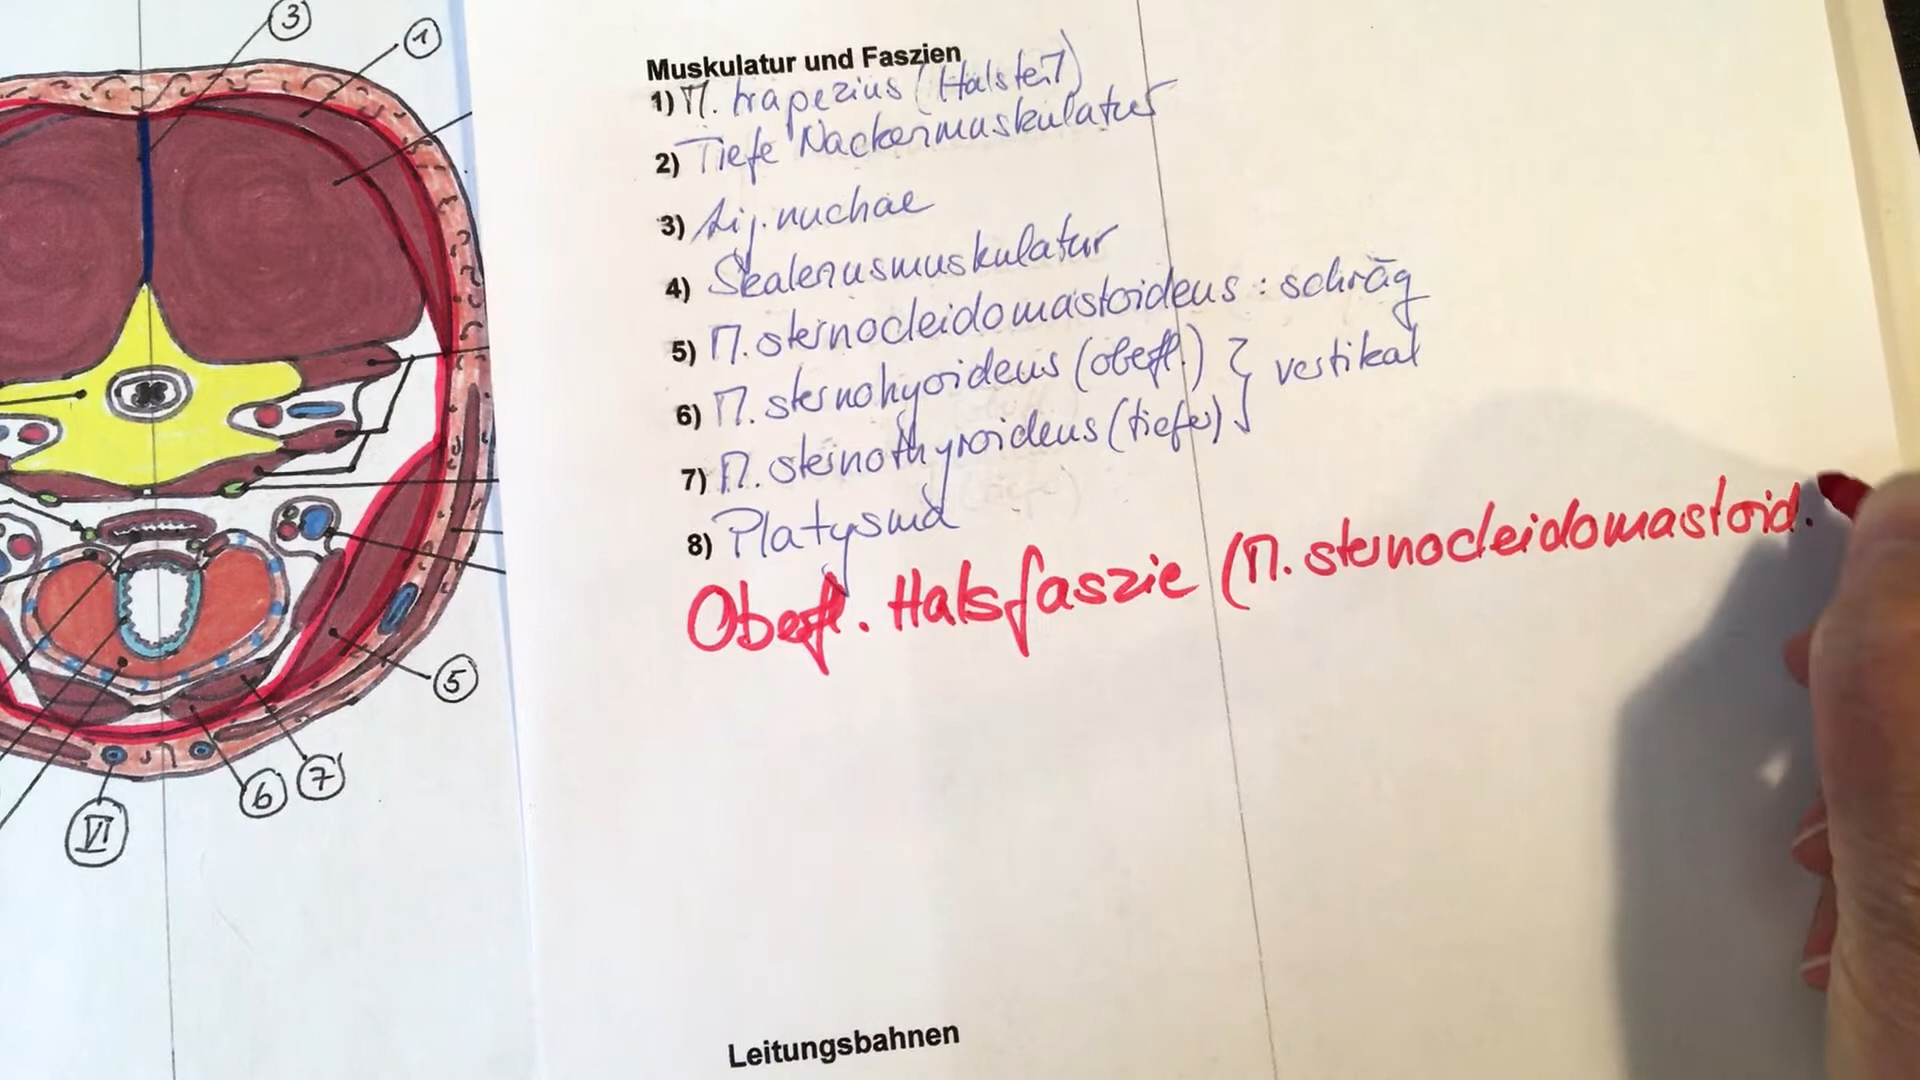 3
1
Muskulatur und Faszien
1) M. trapezius (Halsteil)
2) Tiefe Nackenmuskulatur
3) Lig. nuchae
4) Skalenusmuskulatur
5) M. sternocleidomastoideus : schräg
6) M. sternohyoideus (oberfl.) } vertikal
7) M. sternothyroideus (tiefer)
8) Platysma
Oberfl. Halsfaszie (M. sternocleidomastoid.
5
6
7
VI
Leitungsbahnen